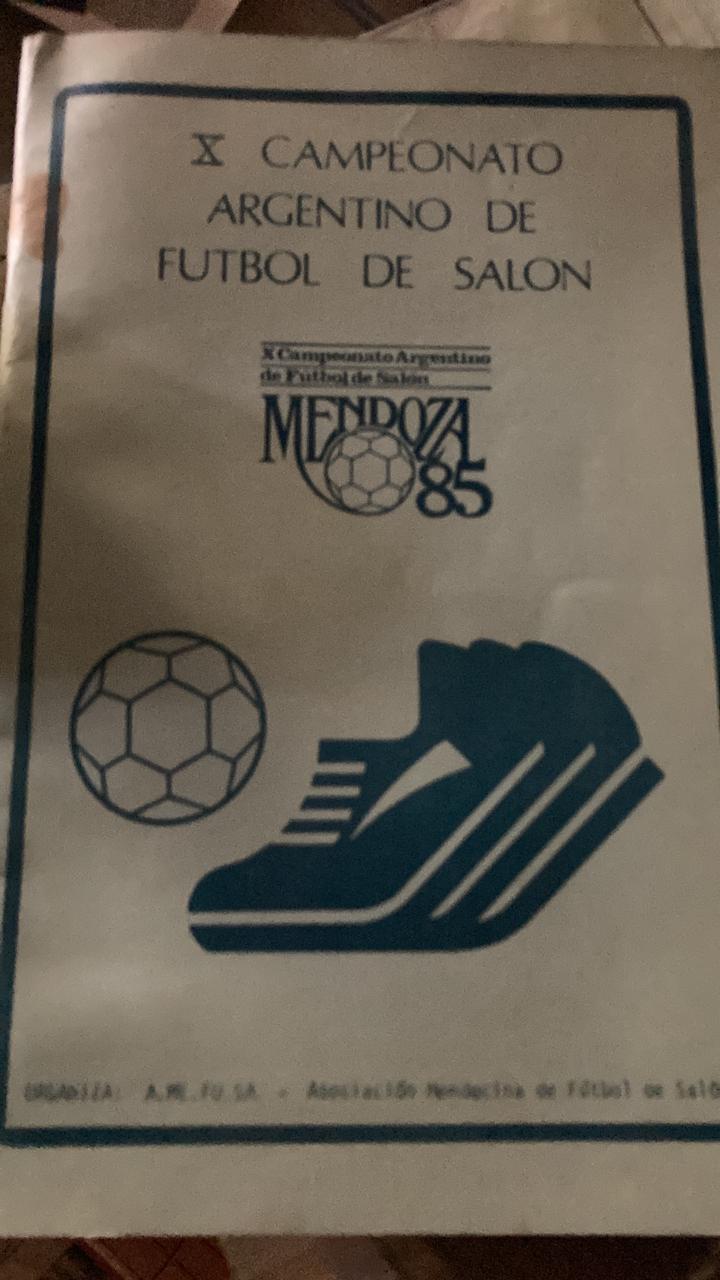 X CAMPEONATO
ARGENTINO DE
FUTBOL DE SALON
X Campeonato Argentino
de Futbol de Salón
MENDOZA
85
ORGANIZA: A.ME.FU.SA - Asociación Mendocina de Fútbol de Saló